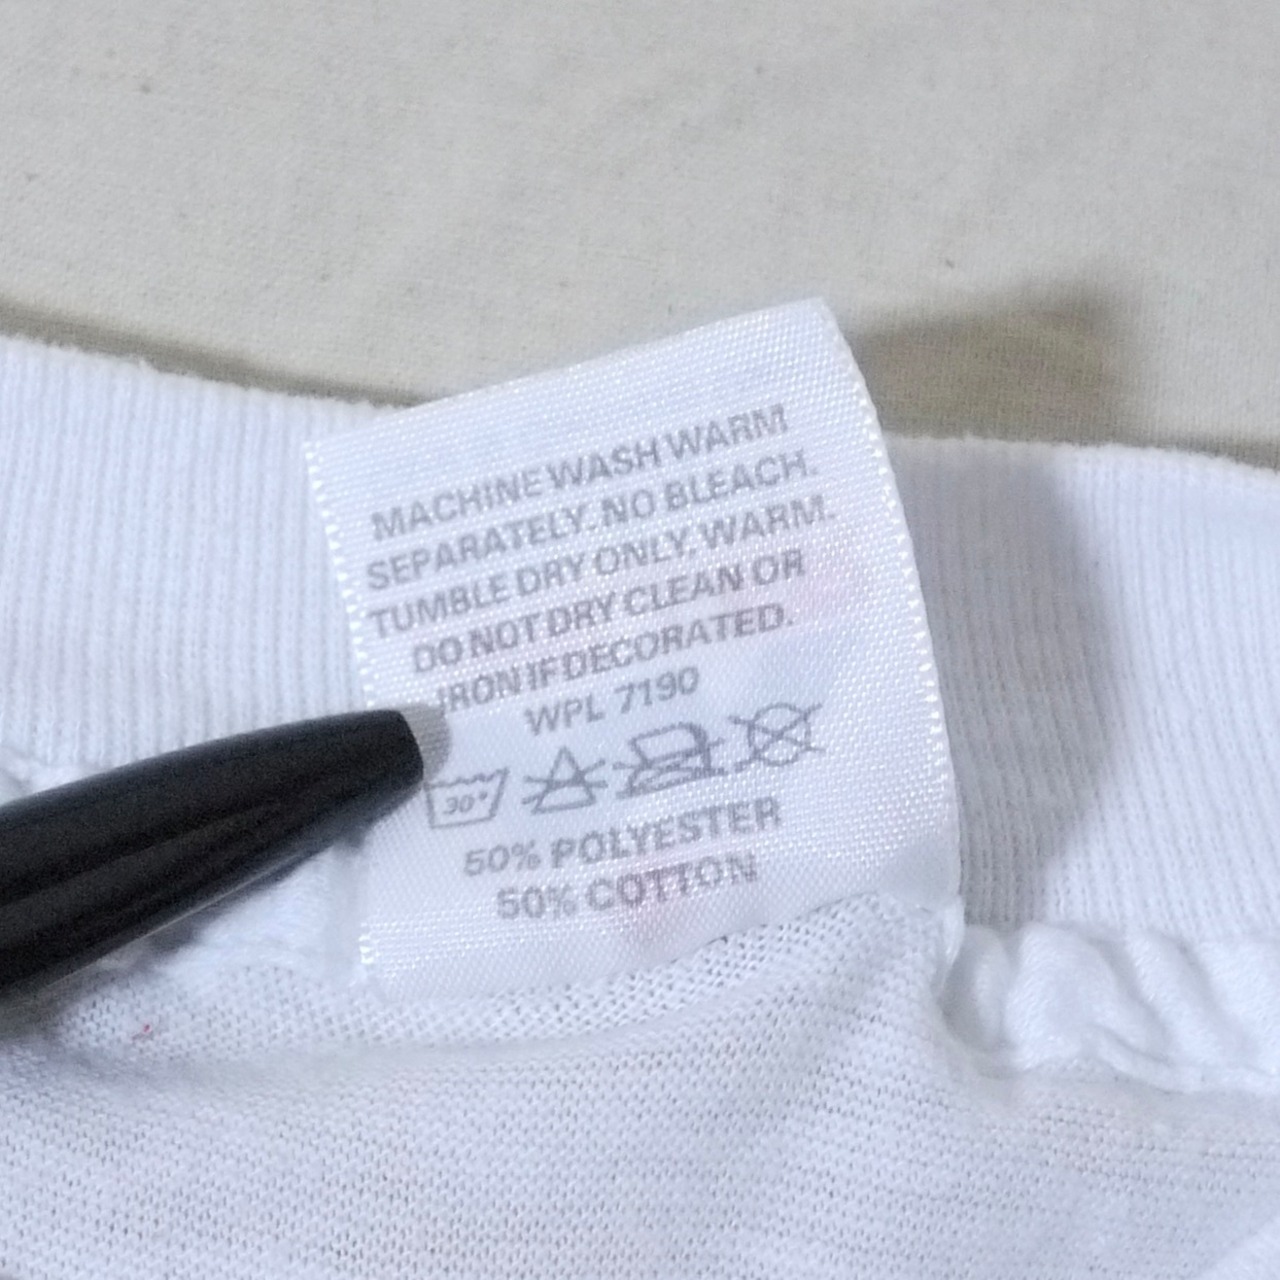 MACHINE WASH WARM
SEPARATELY. NO BLEACH.
TUMBLE DRY ONLY. WARM.
DO NOT DRY CLEAN OR
IRON IF DECORATED.
WPL 7190
30°
50% POLYESTER
50% COTTON